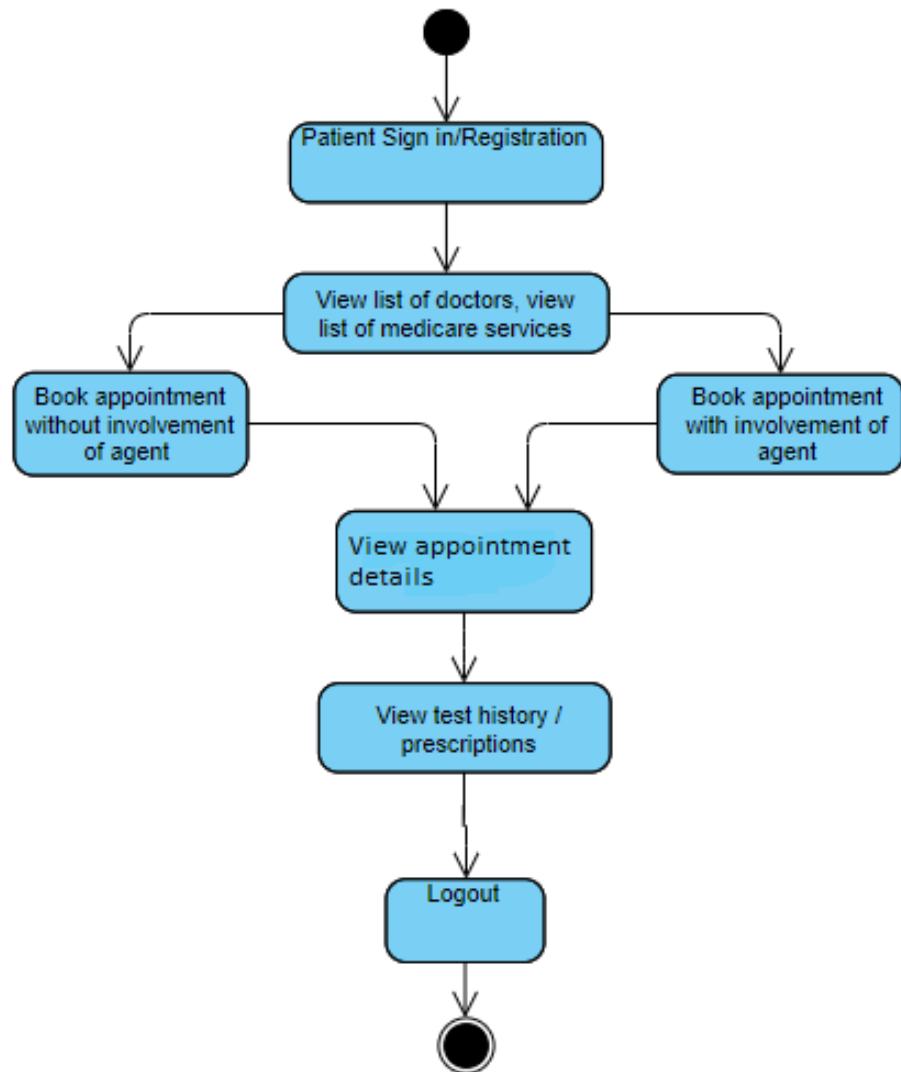 Patient Sign in/Registration
View list of doctors, view
list of medicare services
Book appointment
without involvement
of agent
Book appointment
with involvement of
agent
View appointment
details
View test history /
prescriptions
Logout